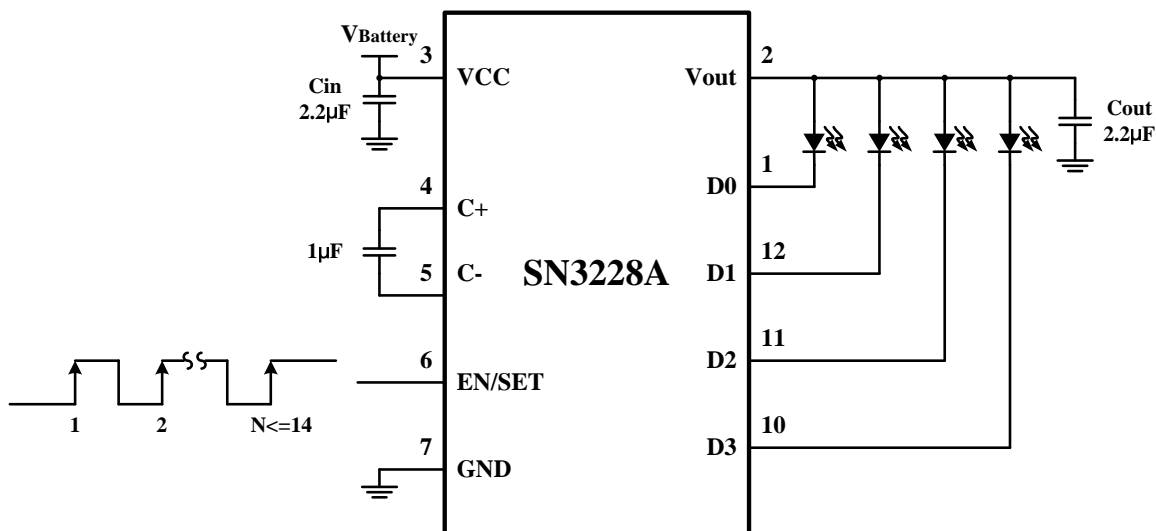 VBattery
3
VCC
Cin
2.2µF
4
C+
1µF
5
C-
6
EN/SET
1
2
N<=14
7
GND
SN3228A
2
Vout
Cout
2.2µF
1
D0
12
D1
11
D2
10
D3